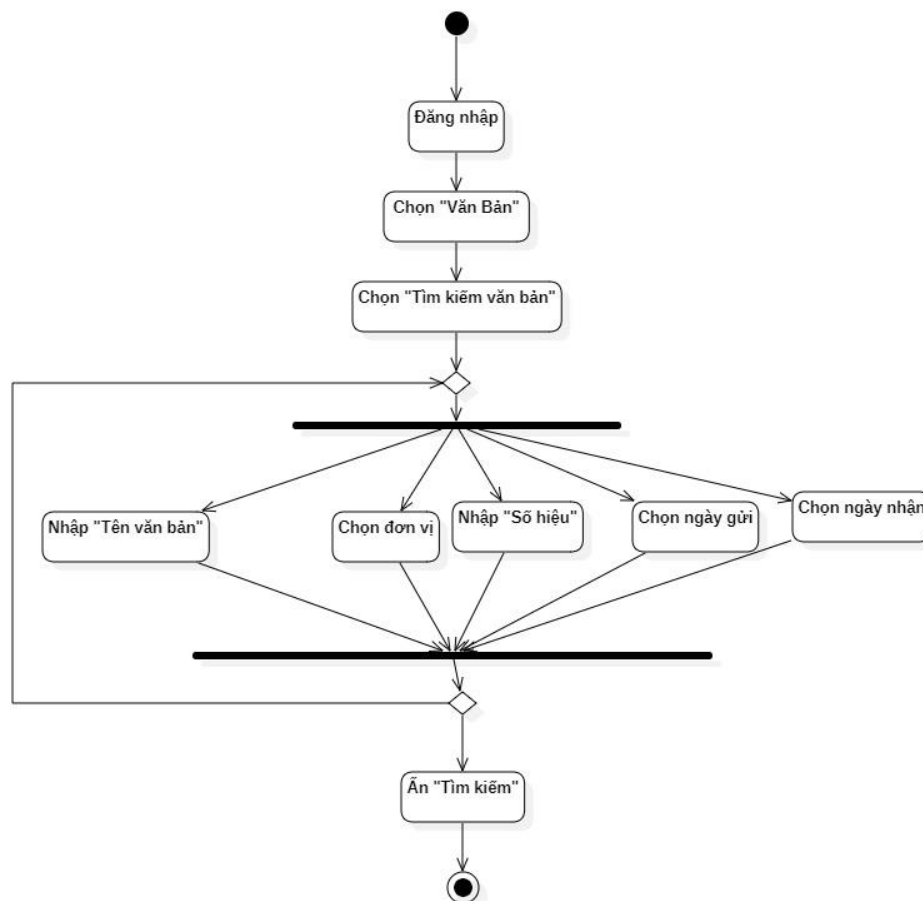 Đăng nhập
Chọn "Văn Bản"
Chọn "Tìm kiếm văn bản"
Nhập "Tên văn bản"
Chọn đơn vị
Nhập "Số hiệu"
Chọn ngày gửi
Chọn ngày nhận
Ấn "Tìm kiếm"